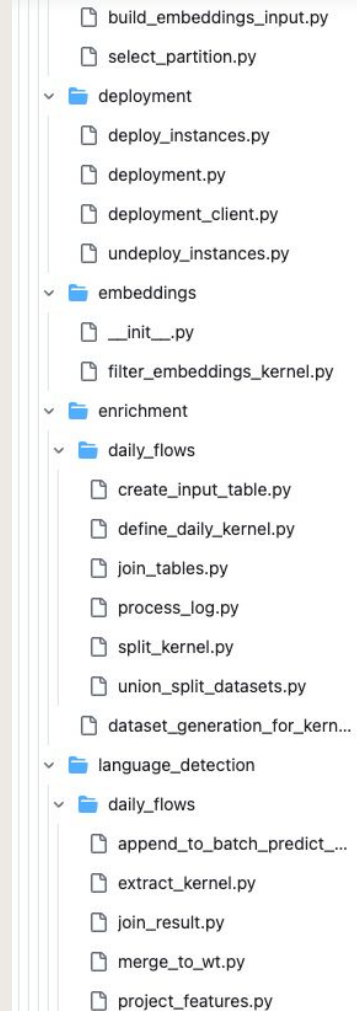 build_embeddings_input.py
select_partition.py
deployment
deploy_instances.py
deployment.py
deployment_client.py
undeploy_instances.py
embeddings
__init__.py
filter_embeddings_kernel.py
enrichment
daily_flows
create_input_table.py
define_daily_kernel.py
join_tables.py
process_log.py
split_kernel.py
union_split_datasets.py
dataset_generation_for_kern...
language_detection
daily_flows
append_to_batch_predict_...
extract_kernel.py
join_result.py
merge_to_wt.py
project_features.py